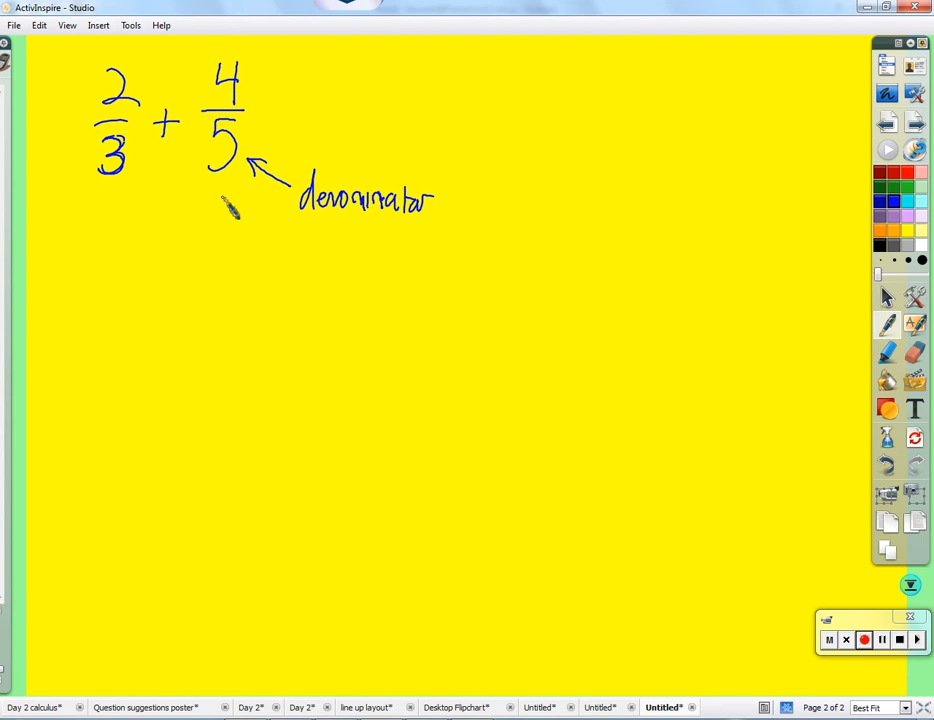 ActivInspire - Studio
File Edit View Insert Tools Help
2/3 + 4/5
denominator
M
Day 2 calculus* Question suggestions poster* Day 2* Day 2* line up layout* Desktop Flipchart* Untitled* Untitled* Untitled* Page 2 of 2 Best Fit